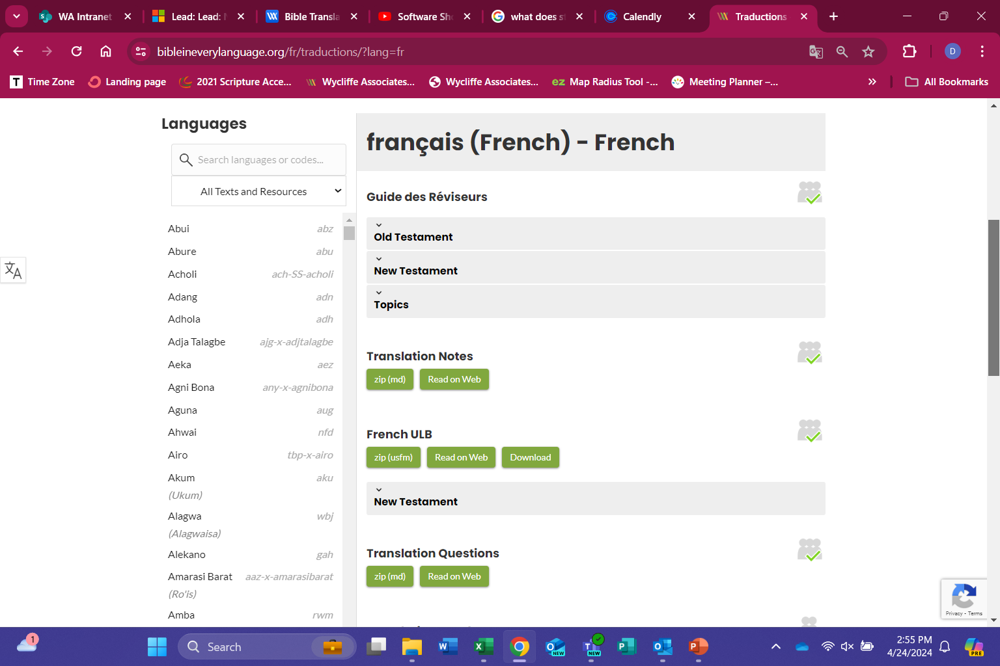 WA Intranet
Lead: Lead:
Bible Transla
Software Sh
what does s
Calendly
Traductions
bibleineverylanguage.org/fr/traductions/?lang=fr
D
T Time Zone
Landing page
2021 Scripture Acce...
Wycliffe Associates...
Wycliffe Associates...
ez Map Radius Tool -...
Meeting Planner –...
All Bookmarks
Languages
Search languages or codes...
All Texts and Resources
Abui abz
Abure abu
Acholi ach-SS-acholi
Adang adn
Adhola adh
Adja Talagbe ajg-x-adjtalagbe
Aeka aez
Agni Bona any-x-agnibona
Aguna aug
Ahwai nfd
Airo tbp-x-airo
Akum aku
(Ukum)
Alagwa wbj
(Alagwaisa)
Alekano gah
Amarasi Barat aaz-x-amarasibarat
(Ro'is)
Amba rwm
français (French) - French
Guide des Réviseurs
Old Testament
New Testament
Topics
Translation Notes
zip (md) Read on Web
French ULB
zip (usfm) Read on Web Download
New Testament
Translation Questions
zip (md) Read on Web
Privacy - Terms
1
Search
NEW
NEW
2:55 PM
4/24/2024
PRE